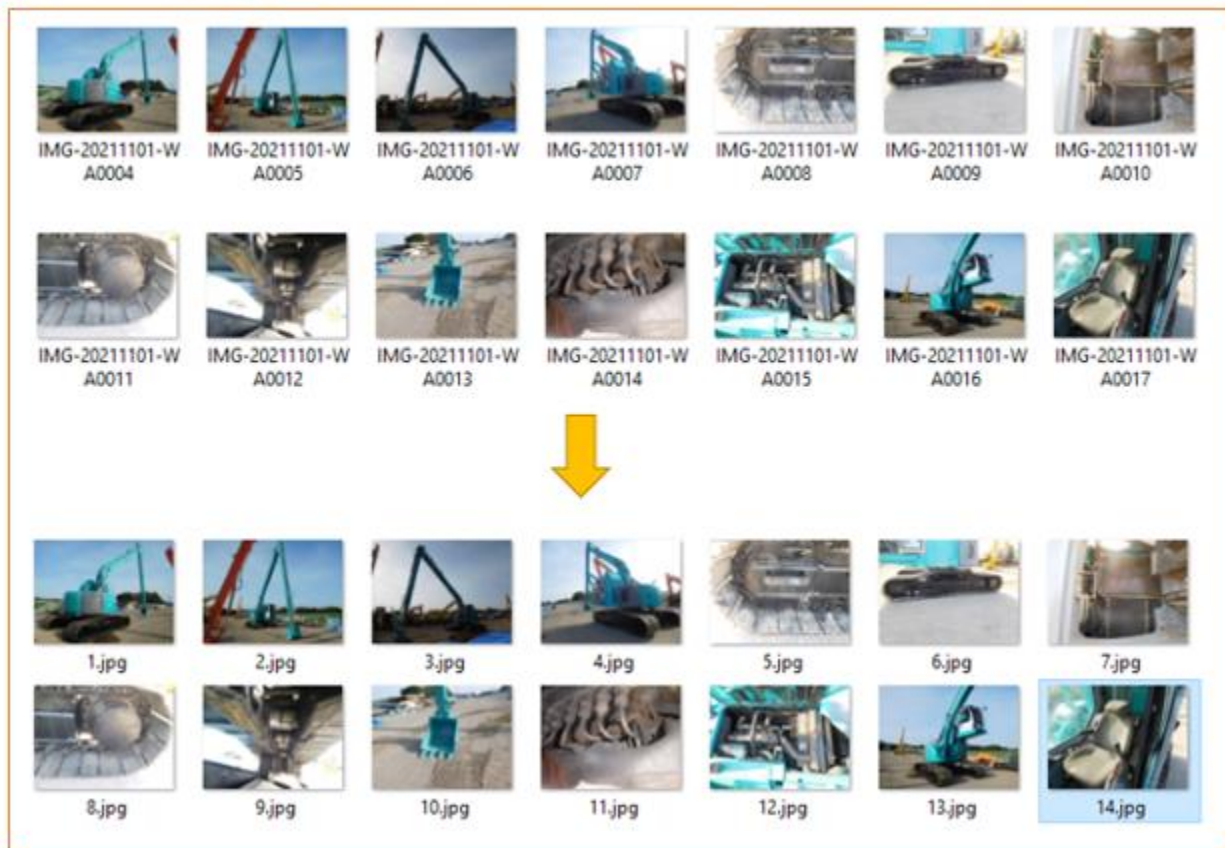 IMG-20211101-W IMG-20211101-W IMG-20211101-W IMG-20211101-W IMG-20211101-W IMG-20211101-W IMG-20211101-W
A0004 A0005 A0006 A0007 A0008 A0009 A0010
IMG-20211101-W IMG-20211101-W IMG-20211101-W IMG-20211101-W IMG-20211101-W IMG-20211101-W IMG-20211101-W
A0011 A0012 A0013 A0014 A0015 A0016 A0017
1.jpg 2.jpg 3.jpg 4.jpg 5.jpg 6.jpg 7.jpg
8.jpg 9.jpg 10.jpg 11.jpg 12.jpg 13.jpg 14.jpg